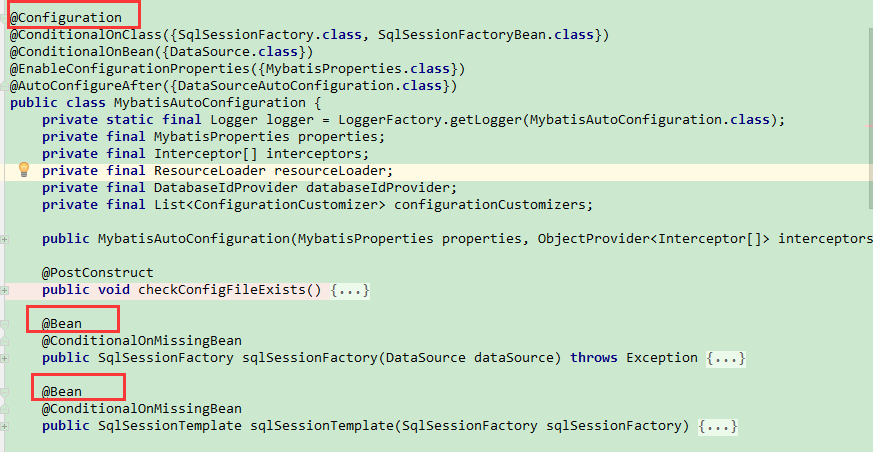 @Configuration
@ConditionalOnClass({SqlSessionFactory.class, SqlSessionFactoryBean.class})
@ConditionalOnBean({DataSource.class})
@EnableConfigurationProperties({MybatisProperties.class})
@AutoConfigureAfter({DataSourceAutoConfiguration.class})
public class MybatisAutoConfiguration {
    private static final Logger logger = LoggerFactory.getLogger(MybatisAutoConfiguration.class);
    private final MybatisProperties properties;
    private final Interceptor[] interceptors;
    private final ResourceLoader resourceLoader;
    private final DatabaseIdProvider databaseIdProvider;
    private final List<ConfigurationCustomizer> configurationCustomizers;
    public MybatisAutoConfiguration(MybatisProperties properties, ObjectProvider<Interceptor[]> interceptors
    @PostConstruct
    public void checkConfigFileExists() {...}
    @Bean
    @ConditionalOnMissingBean
    public SqlSessionFactory sqlSessionFactory(DataSource dataSource) throws Exception {...}
    @Bean
    @ConditionalOnMissingBean
    public SqlSessionTemplate sqlSessionTemplate(SqlSessionFactory sqlSessionFactory) {...}